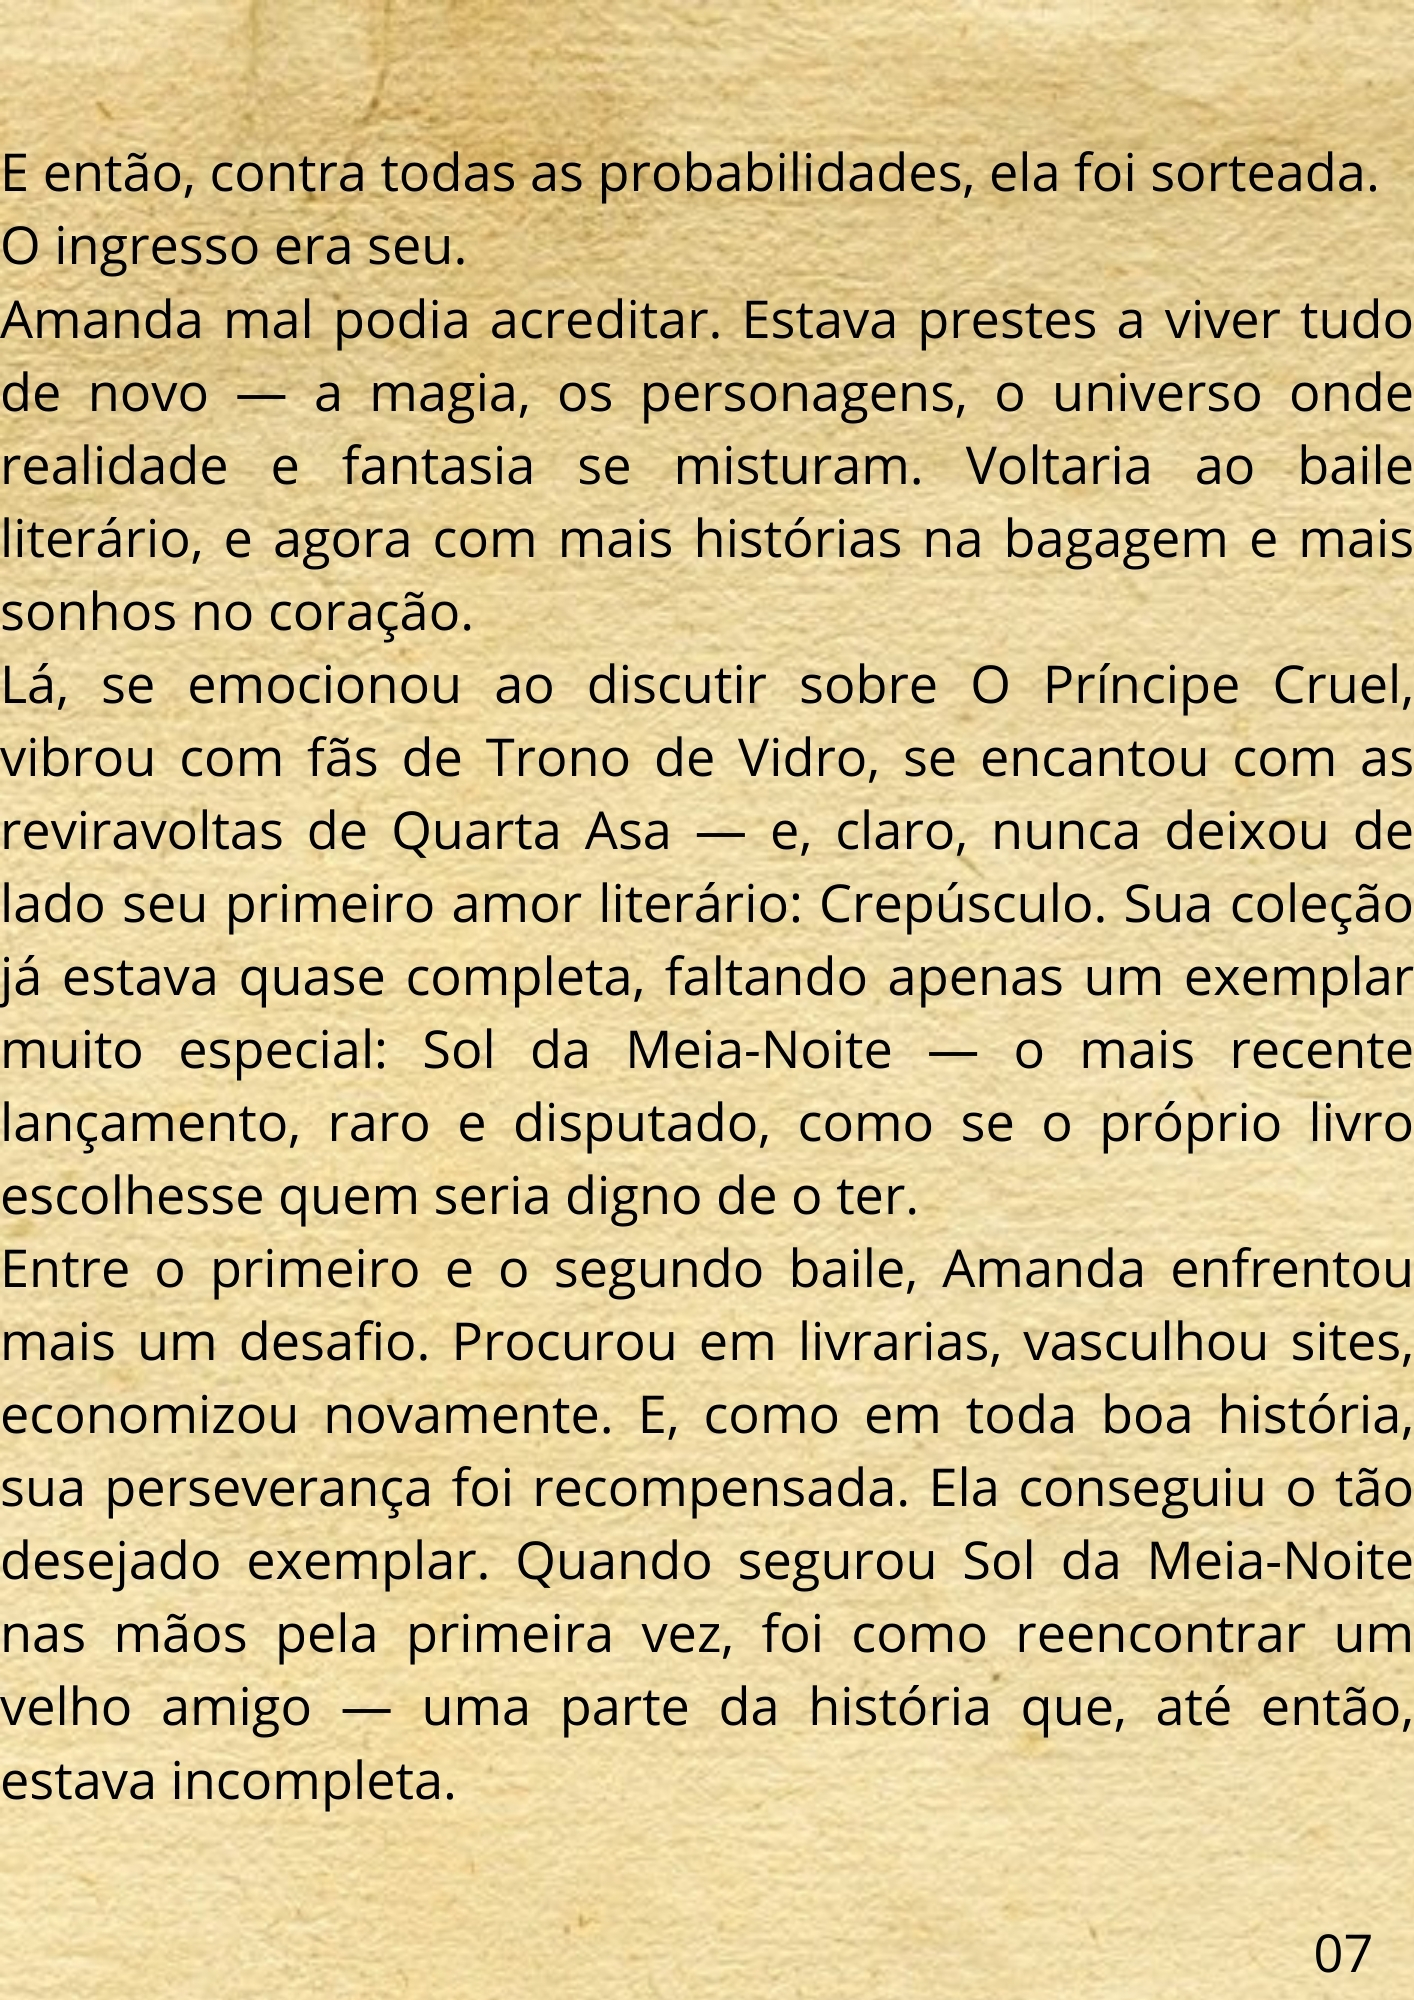 E então, contra todas as probabilidades, ela foi sorteada.
O ingresso era seu.
Amanda mal podia acreditar. Estava prestes a viver tudo
de novo — a magia, os personagens, o universo onde
realidade e fantasia se misturam. Voltaria ao baile
literário, e agora com mais histórias na bagagem e mais
sonhos no coração.
Lá, se emocionou ao discutir sobre O Príncipe Cruel,
vibrou com fãs de Trono de Vidro, se encantou com as
reviravoltas de Quarta Asa — e, claro, nunca deixou de
lado seu primeiro amor literário: Crepúsculo. Sua coleção
já estava quase completa, faltando apenas um exemplar
muito especial: Sol da Meia-Noite — o mais recente
lançamento, raro e disputado, como se o próprio livro
escolhesse quem seria digno de o ter.
Entre o primeiro e o segundo baile, Amanda enfrentou
mais um desafio. Procurou em livrarias, vasculhou sites,
economizou novamente. E, como em toda boa história,
sua perseverança foi recompensada. Ela conseguiu o tão
desejado exemplar. Quando segurou Sol da Meia-Noite
nas mãos pela primeira vez, foi como reencontrar um
velho amigo — uma parte da história que, até então,
estava incompleta.
07